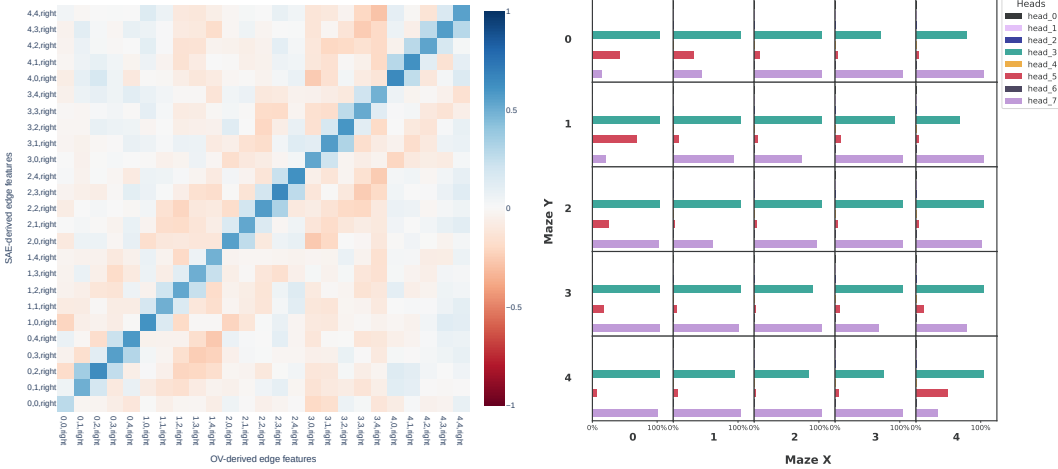 4,4,right
4,3,right
4,2,right
4,1,right
4,0,right
3,4,right
3,3,right
3,2,right
3,1,right
3,0,right
2,4,right
2,3,right
2,2,right
2,1,right
2,0,right
1,4,right
1,3,right
1,2,right
1,1,right
1,0,right
0,4,right
0,3,right
0,2,right
0,1,right
0,0,right
SAE-derived edge features
0,0,right
0,1,right
0,2,right
0,3,right
0,4,right
1,0,right
1,1,right
1,2,right
1,3,right
1,4,right
2,0,right
2,1,right
2,2,right
2,3,right
2,4,right
3,0,right
3,1,right
3,2,right
3,3,right
3,4,right
4,0,right
4,1,right
4,2,right
4,3,right
4,4,right
OV-derived edge features
1
0.5
0
−0.5
−1
Maze Y
0
1
2
3
4
0% 100%
0% 100%
0% 100%
0% 100%
0% 100%
0 1 2 3 4
Maze X
Heads
head_0
head_1
head_2
head_3
head_4
head_5
head_6
head_7